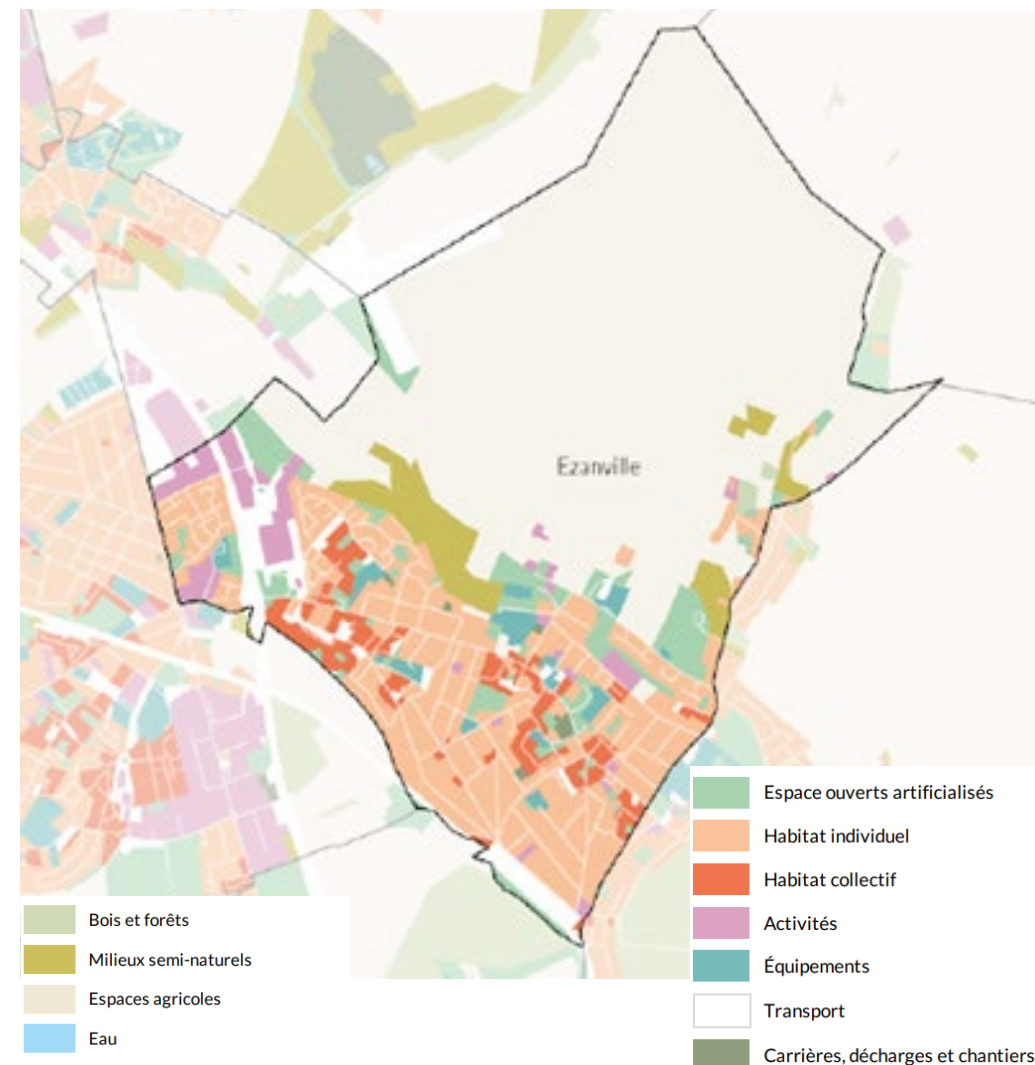 Ezanville
Espace ouverts artificialisés
Habitat individuel
Habitat collectif
Activités
Équipements
Transport
Carrières, décharges et chantiers
Bois et forêts
Milieux semi-naturels
Espaces agricoles
Eau